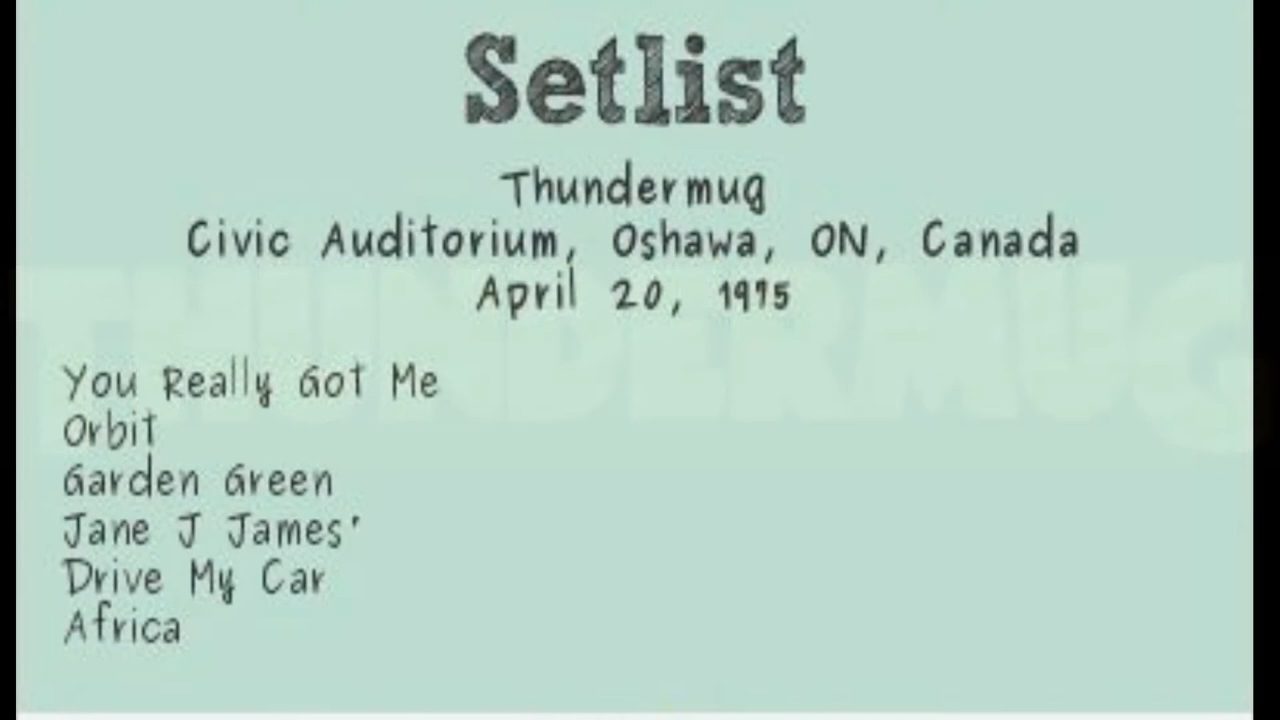 Setlist
Thundermug
Civic Auditorium, Oshawa, ON, Canada
April 20, 1975
THUNDERMUG
You Really Got Me
Orbit
Garden Green
Jane J James'
Drive My Car
Africa